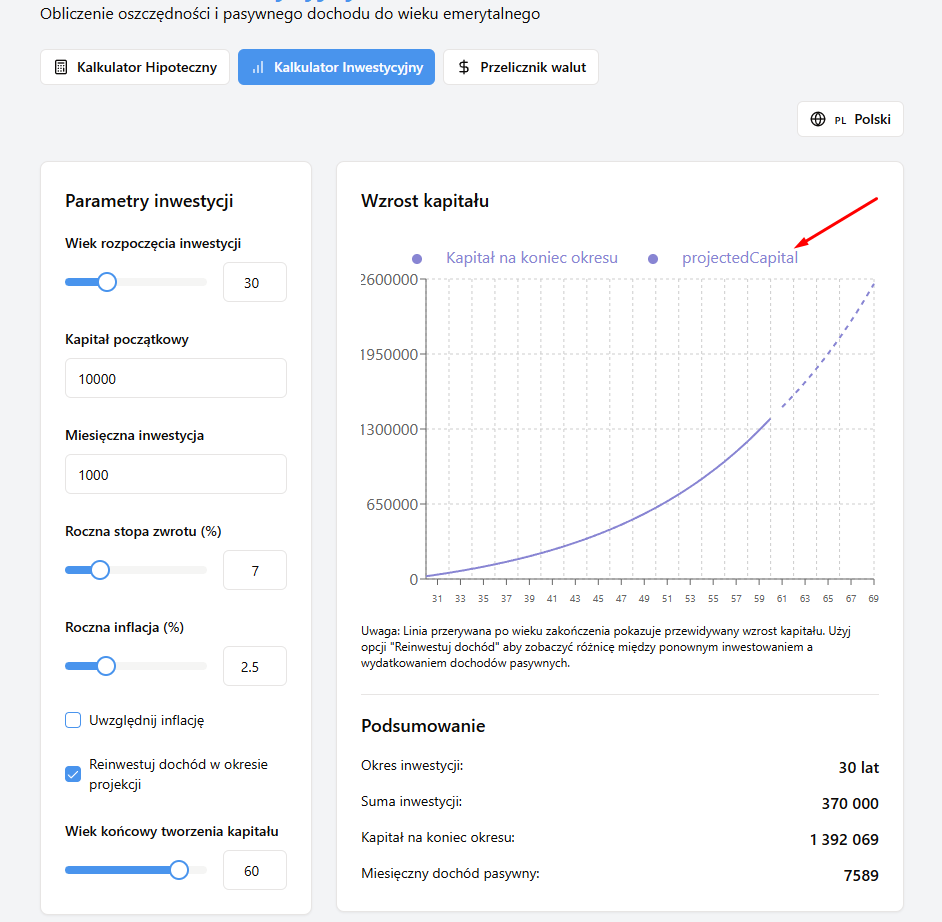 Obliczenie oszczędności i pasywnego dochodu do wieku emerytalnego
Kalkulator Hipoteczny
Kalkulator Inwestycyjny
Przelicznik walut
PL Polski
Parametry inwestycji
Wiek rozpoczęcia inwestycji
30
Kapitał początkowy
10000
Miesięczna inwestycja
1000
Roczna stopa zwrotu (%)
7
Roczna inflacja (%)
2.5
Uwzględnij inflację
Reinwestuj dochód w okresie
projekcji
Wiek końcowy tworzenia kapitału
60
Wzrost kapitału
Kapitał na koniec okresu
projectedCapital
2600000
1950000
1300000
650000
0
31 33 35 37 39 41 43 45 47 49 51 53 55 57 59 61 63 65 67 69
Uwaga: Linia przerywana po wieku zakończenia pokazuje przewidywany wzrost kapitału. Użyj
opcji "Reinwestuj dochód" aby zobaczyć różnicę między ponownym inwestowaniem a
wydatkowaniem dochodów pasywnych.
Podsumowanie
Okres inwestycji: 30 lat
Suma inwestycji: 370 000
Kapitał na koniec okresu: 1 392 069
Miesięczny dochód pasywny: 7589